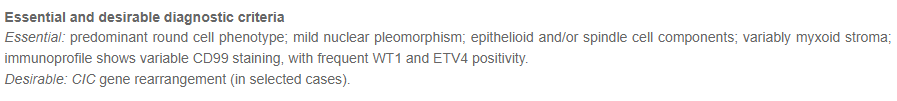 Essential and desirable diagnostic criteria
Essential: predominant round cell phenotype; mild nuclear pleomorphism; epithelioid and/or spindle cell components; variably myxoid stroma;
immunoprofile shows variable CD99 staining, with frequent WT1 and ETV4 positivity.
Desirable: CIC gene rearrangement (in selected cases).